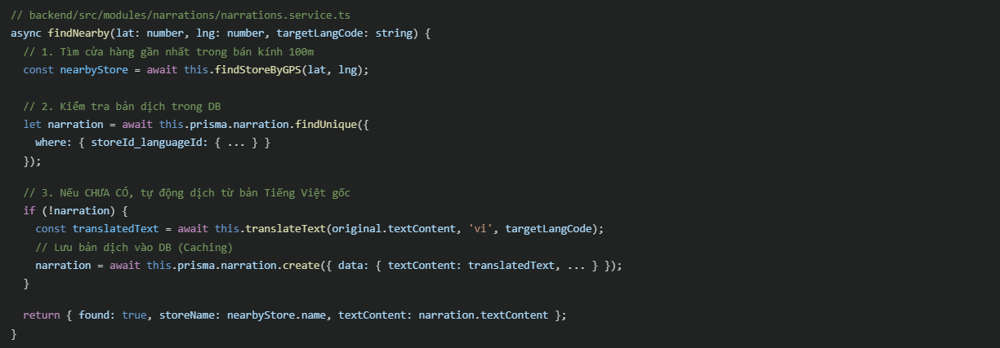 // backend/src/modules/narrations/narrations.service.ts
async findNearby(lat: number, lng: number, targetLangCode: string) {
  // 1. Tìm cửa hàng gần nhất trong bán kính 100m
  const nearbyStore = await this.findStoreByGPS(lat, lng);
  // 2. Kiểm tra bản dịch trong DB
  let narration = await this.prisma.narration.findUnique({
    where: { storeId_languageId: { ... } }
  });
  // 3. Nếu CHƯA CÓ, tự động dịch từ bản Tiếng Việt gốc
  if (!narration) {
    const translatedText = await this.translateText(original.textContent, 'vi', targetLangCode);
    // Lưu bản dịch vào DB (Caching)
    narration = await this.prisma.narration.create({ data: { textContent: translatedText, ... } });
  }
  return { found: true, storeName: nearbyStore.name, textContent: narration.textContent };
}